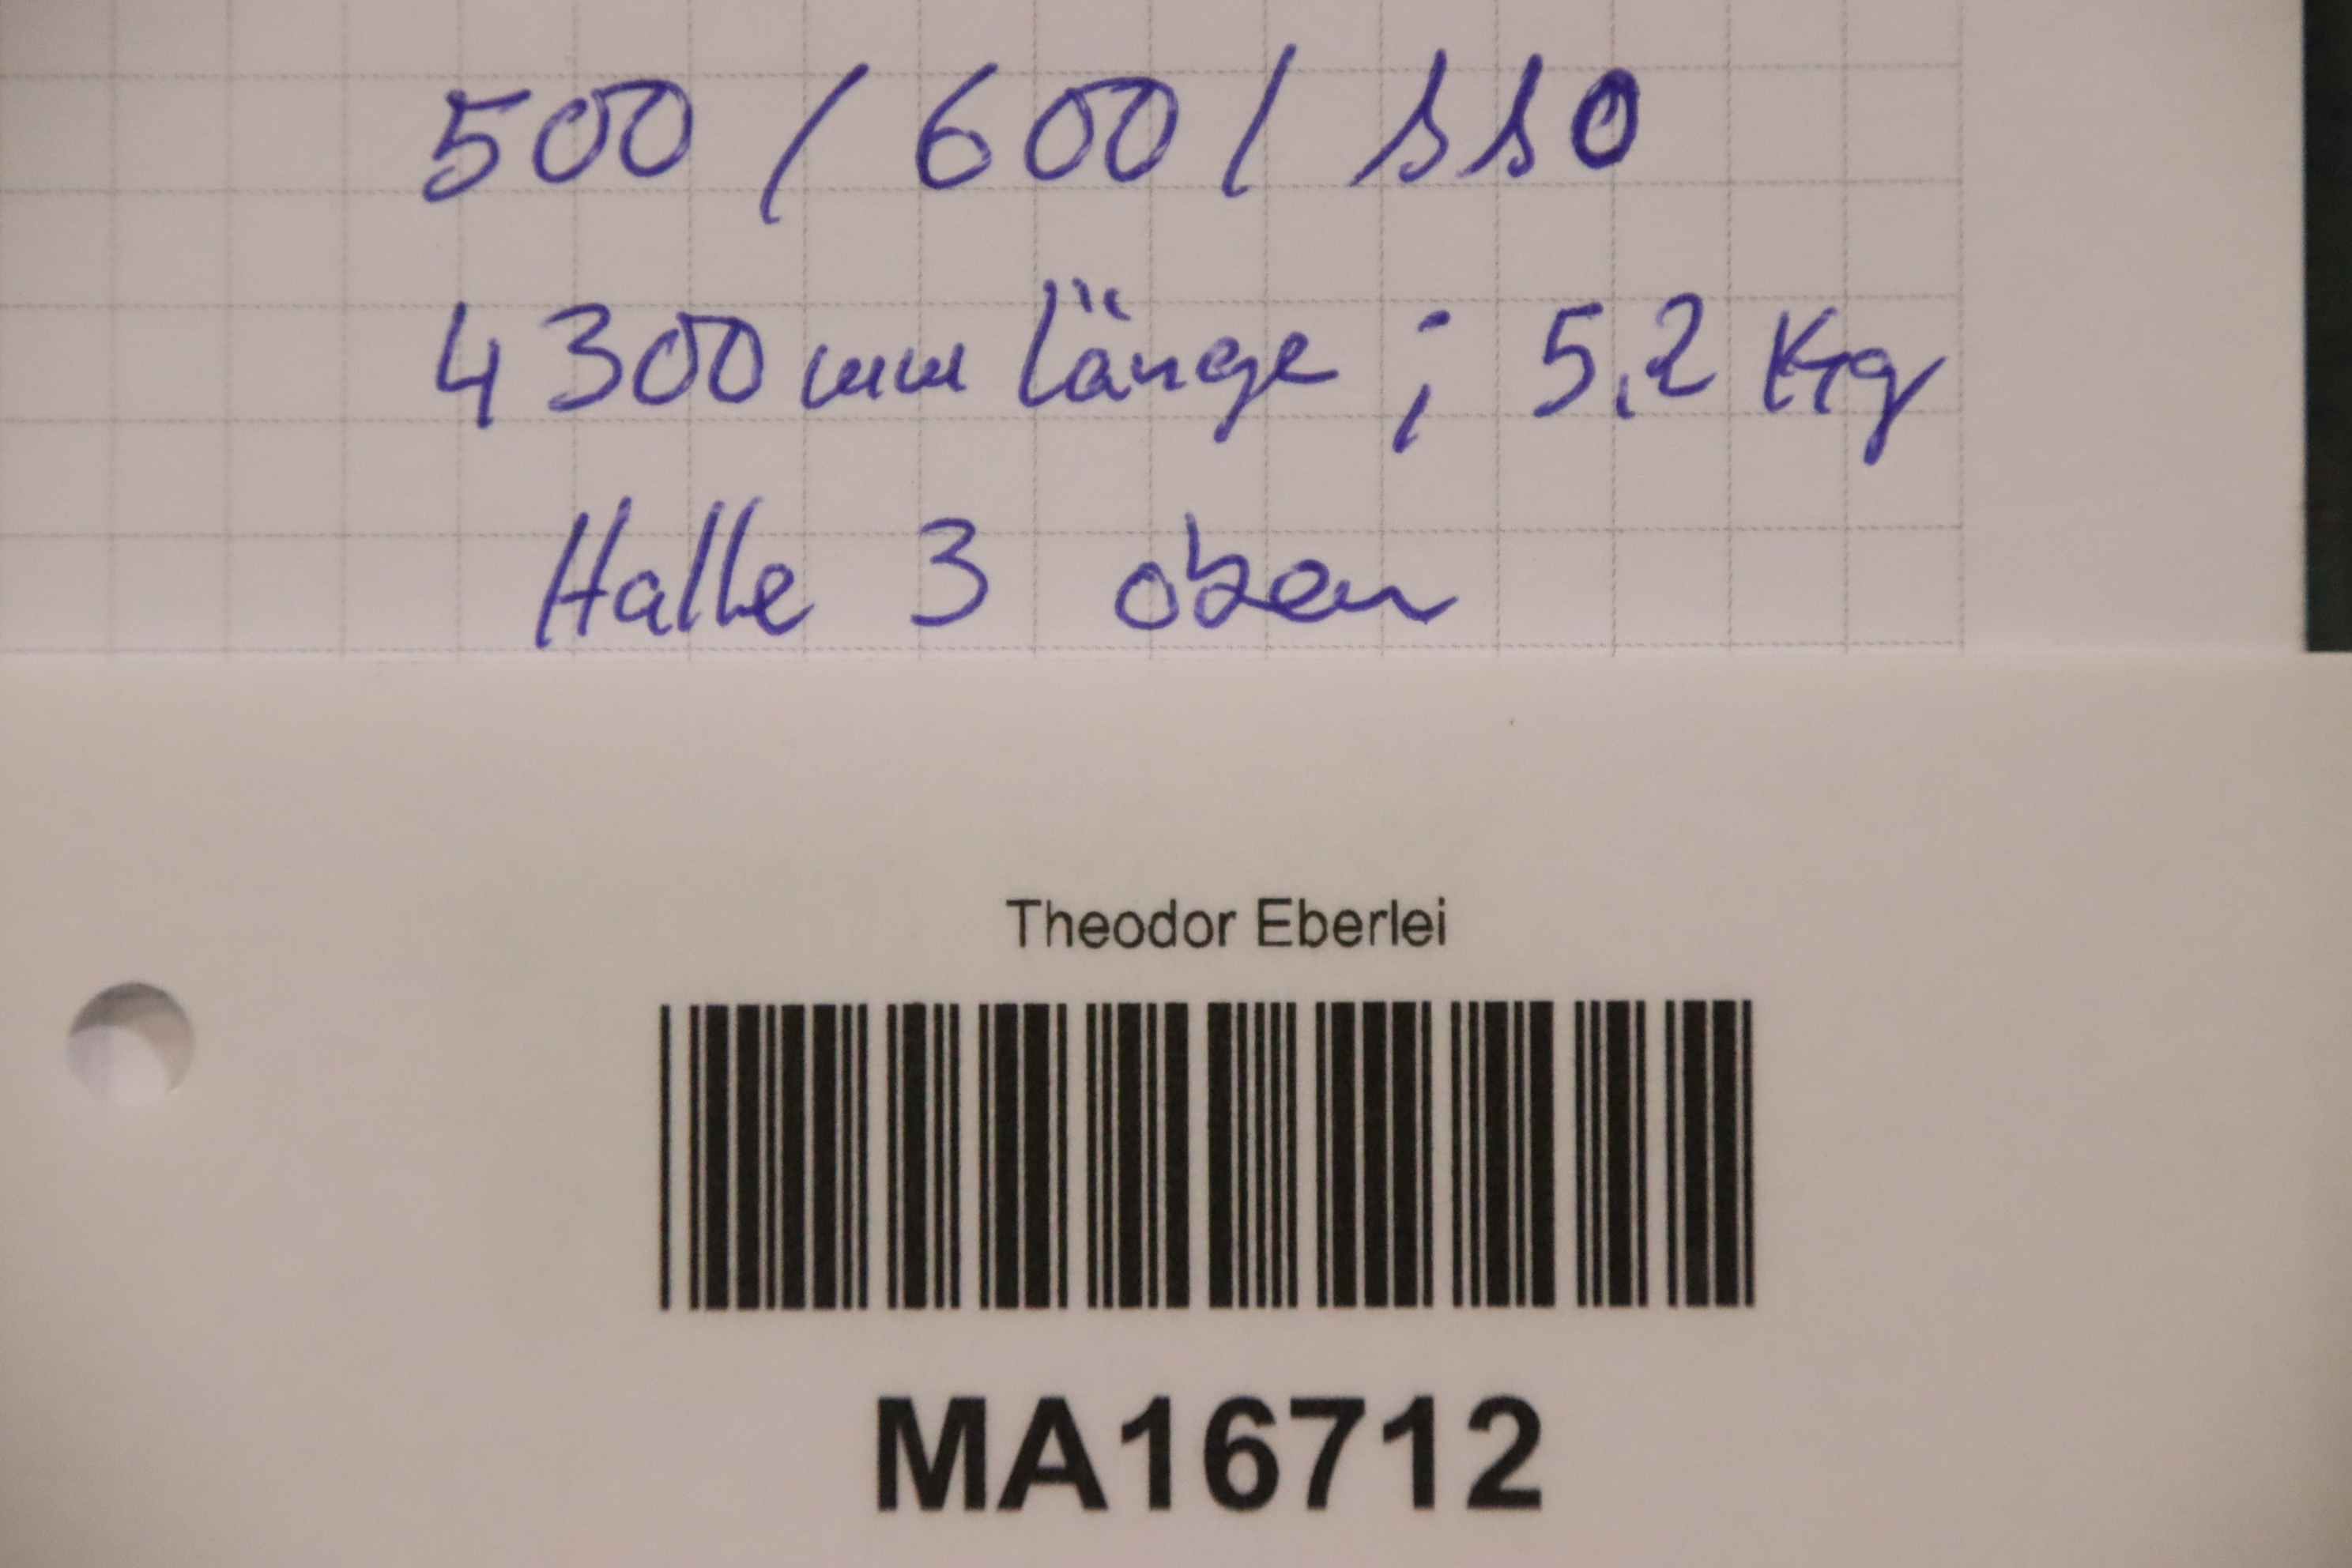 500 / 600 / 110
4300 mm länge ; 5,2 Kg
Halle 3 oben
Theodor Eberlei
MA16712